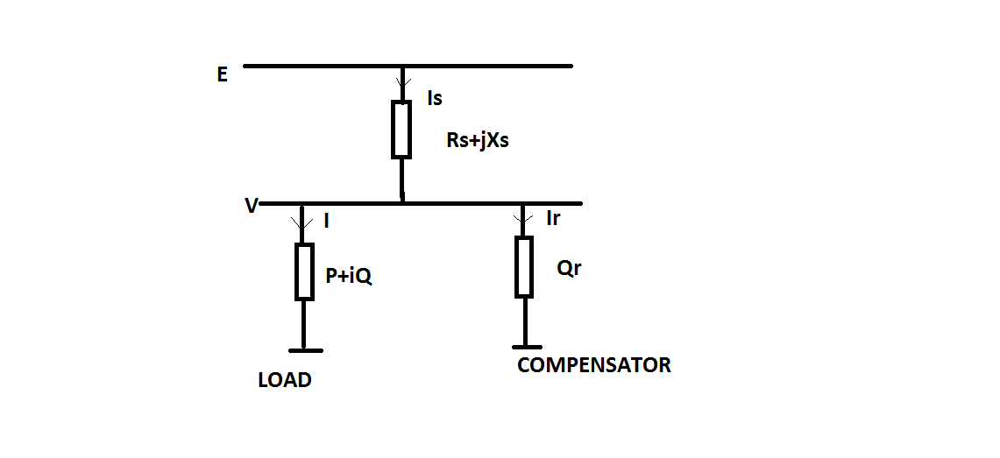 E
Is
Rs+jXs
V
I
Ir
P+iQ
Qr
LOAD
COMPENSATOR